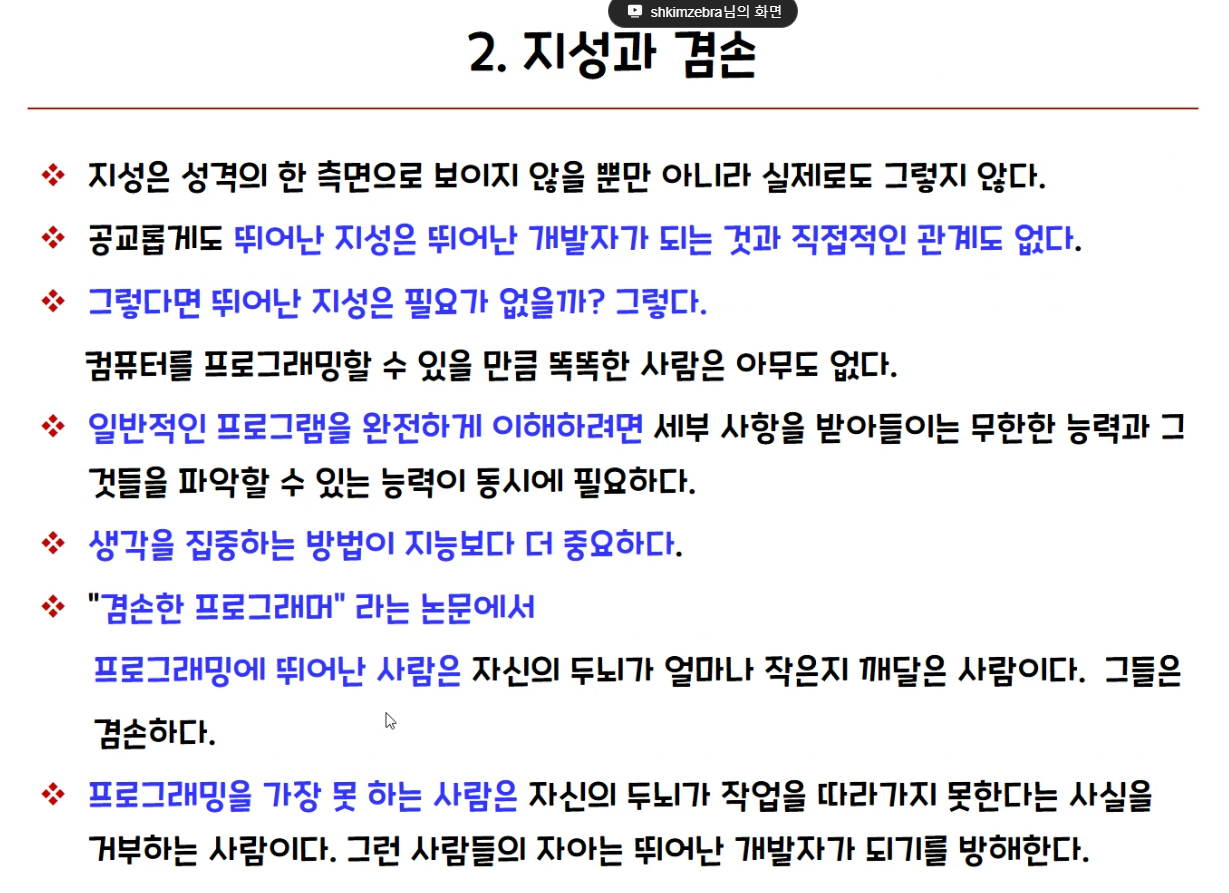 shkimzebra님의 화면
2. 지성과 겸손
지성은 성격의 한 측면으로 보이지 않을 뿐만 아니라 실제로도 그렇지 않다.
공교롭게도 뛰어난 지성은 뛰어난 개발자가 되는 것과 직접적인 관계도 없다.
그렇다면 뛰어난 지성은 필요가 없을까? 그렇다.
컴퓨터를 프로그래밍할 수 있을 만큼 똑똑한 사람은 아무도 없다.
일반적인 프로그램을 완전하게 이해하려면 세부 사항을 받아들이는 무한한 능력과 그
것들을 파악할 수 있는 능력이 동시에 필요하다.
생각을 집중하는 방법이 지능보다 더 중요하다.
"겸손한 프로그래머" 라는 논문에서
프로그래밍에 뛰어난 사람은 자신의 두뇌가 얼마나 작은지 깨달은 사람이다. 그들은
겸손하다.
프로그래밍을 가장 못 하는 사람은 자신의 두뇌가 작업을 따라가지 못한다는 사실을
거부하는 사람이다. 그런 사람들의 자아는 뛰어난 개발자가 되기를 방해한다.